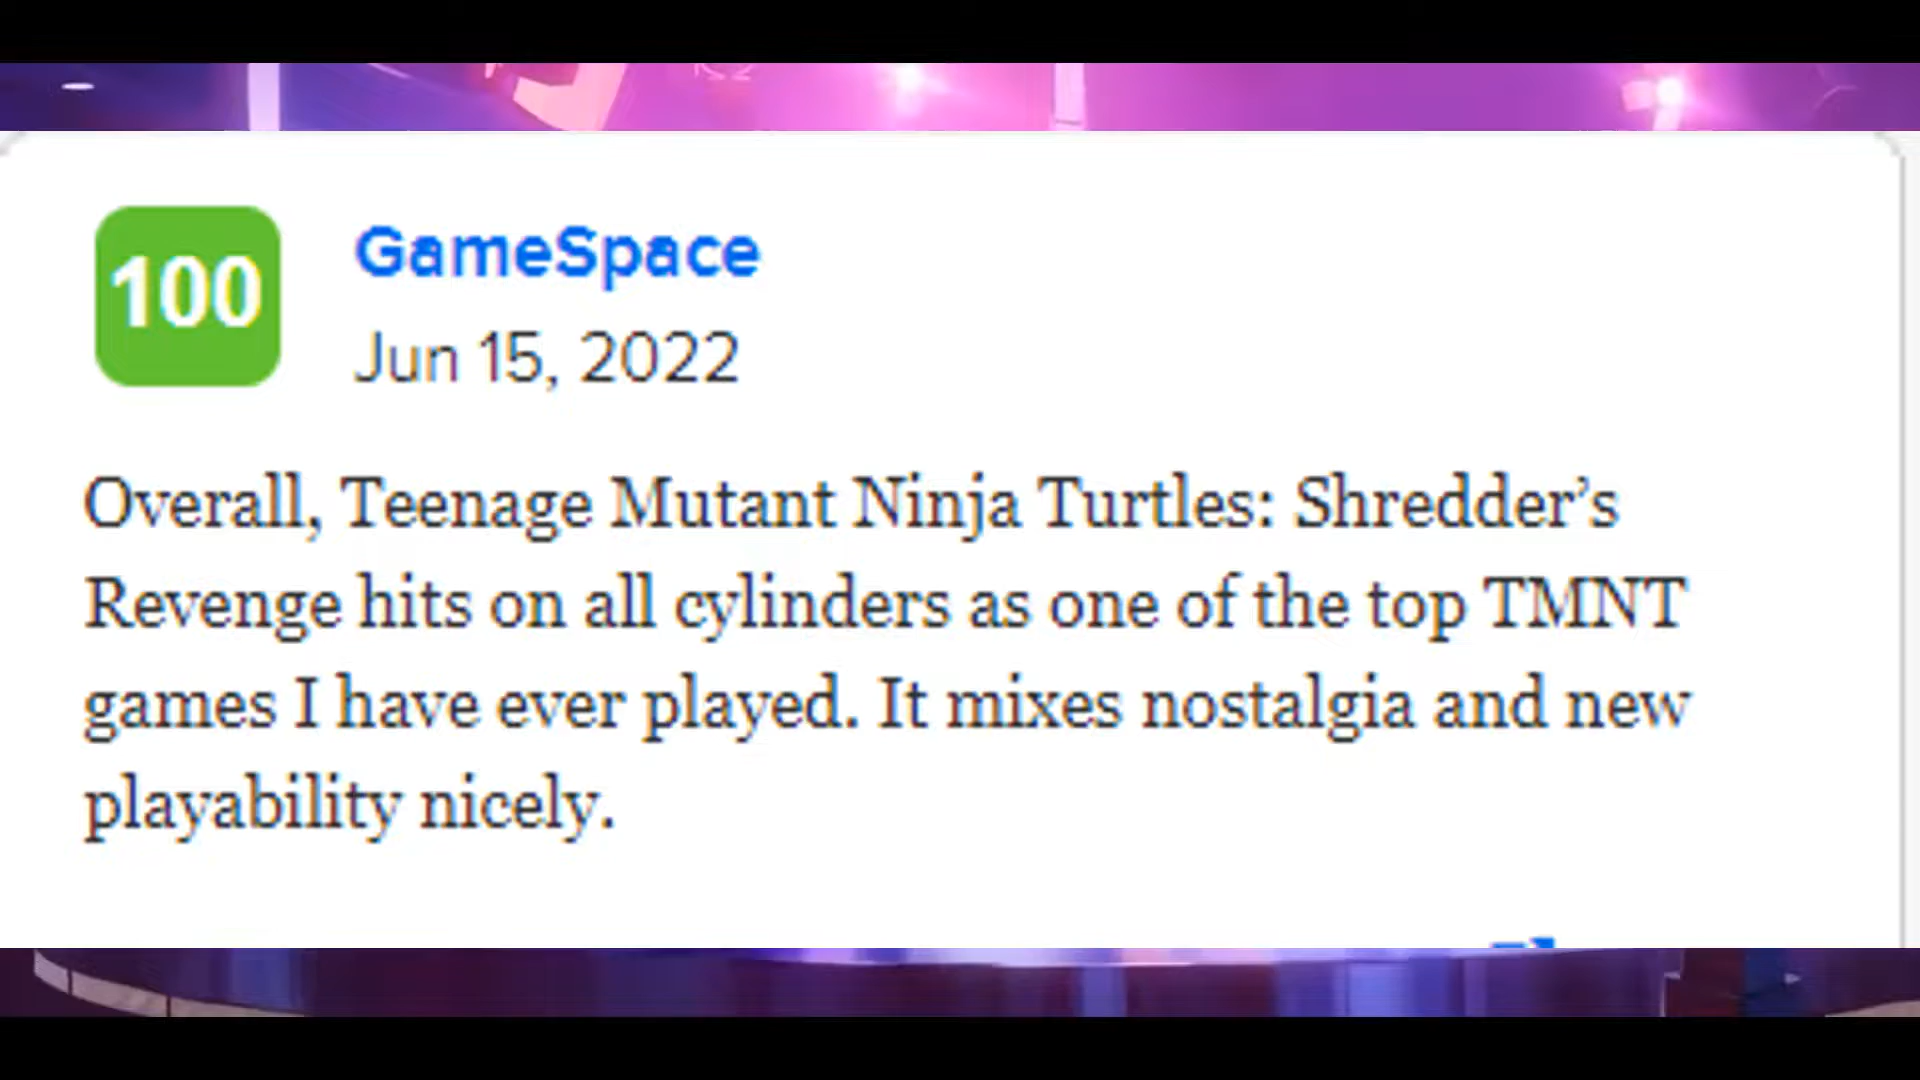 100
GameSpace
Jun 15, 2022
Overall, Teenage Mutant Ninja Turtles: Shredder’s
Revenge hits on all cylinders as one of the top TMNT
games I have ever played. It mixes nostalgia and new
playability nicely.